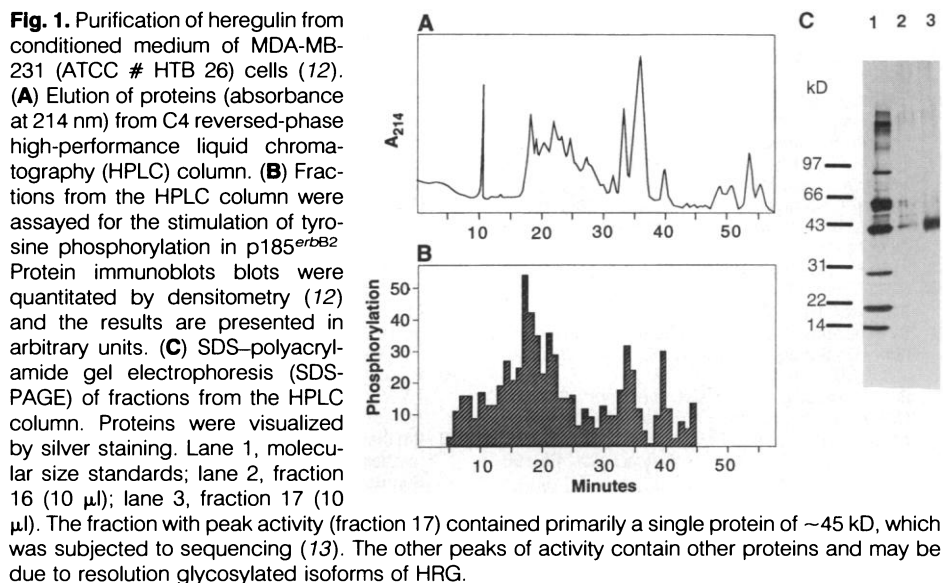 Fig. 1. Purification of heregulin from
conditioned medium of MDA-MB-
231 (ATCC # HTB 26) cells (12).
(A) Elution of proteins (absorbance
at 214 nm) from C4 reversed-phase
high-performance liquid chroma-
tography (HPLC) column. (B) Frac-
tions from the HPLC column were
assayed for the stimulation of tyro-
sine phosphorylation in p185erbB2
Protein immunoblots blots were
quantitated by densitometry (12)
and the results are presented in
arbitrary units. (C) SDS–polyacryl-
amide gel electrophoresis (SDS-
PAGE) of fractions from the HPLC
column. Proteins were visualized
by silver staining. Lane 1, molecu-
lar size standards; lane 2, fraction
16 (10 μl); lane 3, fraction 17 (10
μl). The fraction with peak activity (fraction 17) contained primarily a single protein of ~45 kD, which
was subjected to sequencing (13). The other peaks of activity contain other proteins and may be
due to resolution glycosylated isoforms of HRG.
A
A214
10 20 30 40 50
B
Phosphorylation
50
40
30
20
10
10 20 30 40 50
Minutes
C 1 2 3
kD
97
66
43
31
22
14